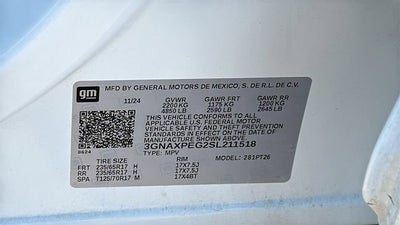 gm
MFD BY GENERAL MOTORS DE MEXICO, S. DE R.L. DE C.V.
11/24 GVWR GAWR FRT GAWR RR
2200 KG 1175 KG 1200 KG
4850 LB 2590 LB 2645 LB
THIS VEHICLE CONFORMS TO ALL
APPLICABLE U.S. FEDERAL MOTOR
VEHICLE SAFETY AND THEFT PREVENTION
STANDARDS IN EFFECT ON THE DATE OF
MANUFACTURE SHOWN ABOVE.
3GNAXPEG2SL211518
TYPE: MPV MODEL: 281PT26
TIRE SIZE RIM
FRT 235/65R17 H 17X7.5J
RR 235/65R17 H 17X7.5J
SPA T125/70R17 M 17X4BT